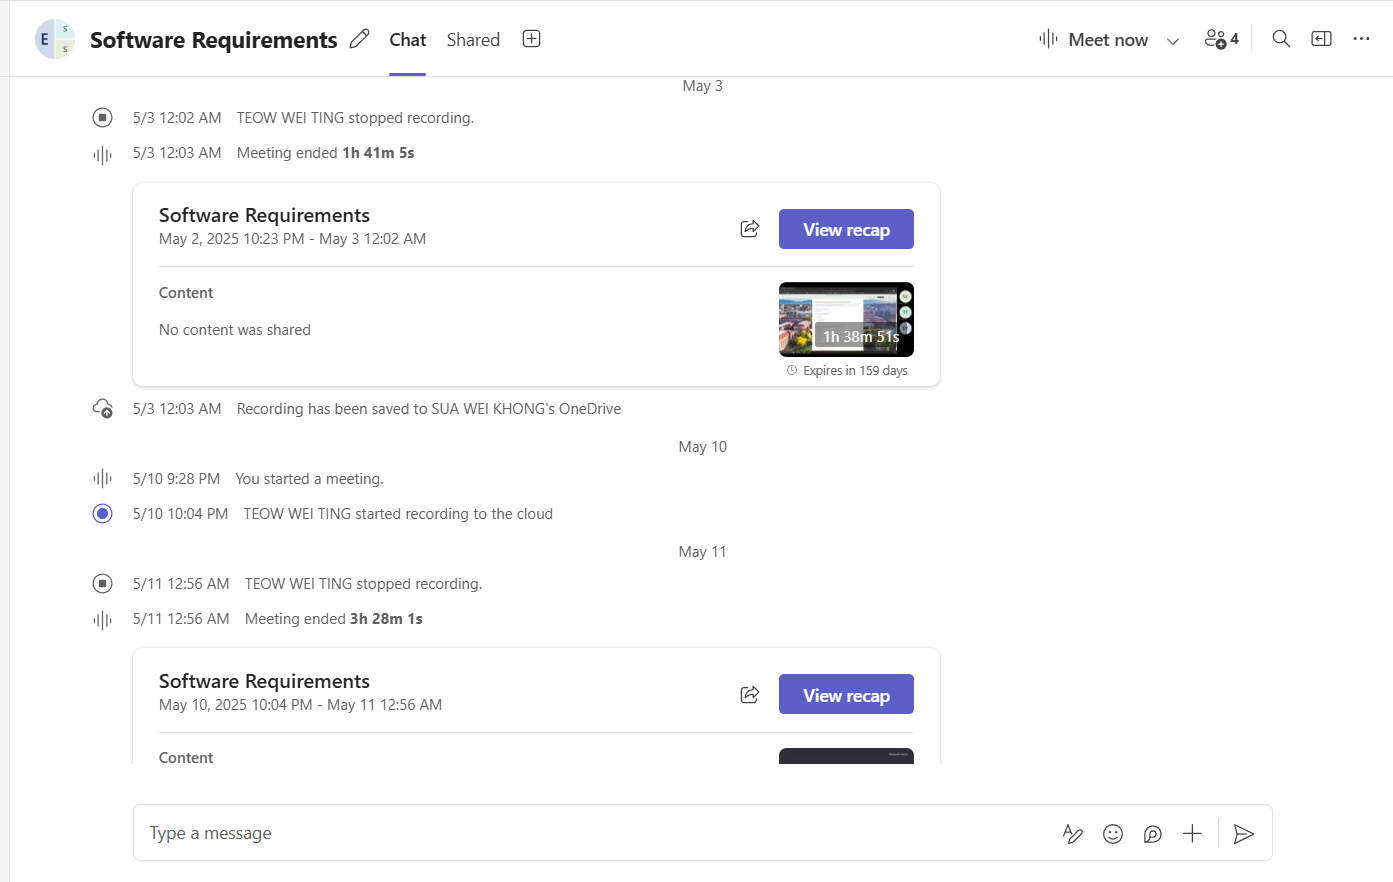 E S S S Software Requirements Chat Shared Meet now 4
May 3
5/3 12:02 AM TEOW WEI TING stopped recording.
5/3 12:03 AM Meeting ended 1h 41m 5s
Software Requirements
May 2, 2025 10:23 PM - May 3 12:02 AM
View recap
Content
No content was shared
1h 38m 51s
Expires in 159 days
5/3 12:03 AM Recording has been saved to SUA WEI KHONG's OneDrive
May 10
5/10 9:28 PM You started a meeting.
5/10 10:04 PM TEOW WEI TING started recording to the cloud
May 11
5/11 12:56 AM TEOW WEI TING stopped recording.
5/11 12:56 AM Meeting ended 3h 28m 1s
Software Requirements
May 10, 2025 10:04 PM - May 11 12:56 AM
View recap
Content
Type a message